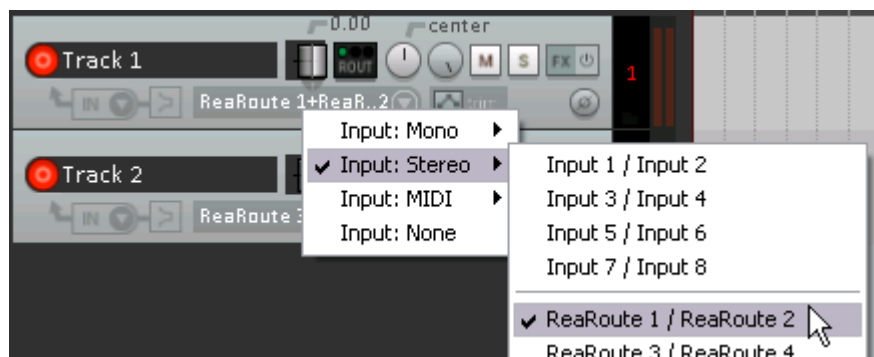 0.00 center
Track 1 ROUT M S FX 1
IN ReaRoute 1+ReaR..2 trim
Input: Mono
Track 2 Input: Stereo Input 1 / Input 2
Input: MIDI Input 3 / Input 4
IN ReaRoute Input: None Input 5 / Input 6
Input 7 / Input 8
ReaRoute 1 / ReaRoute 2
ReaRoute 3 / ReaRoute 4